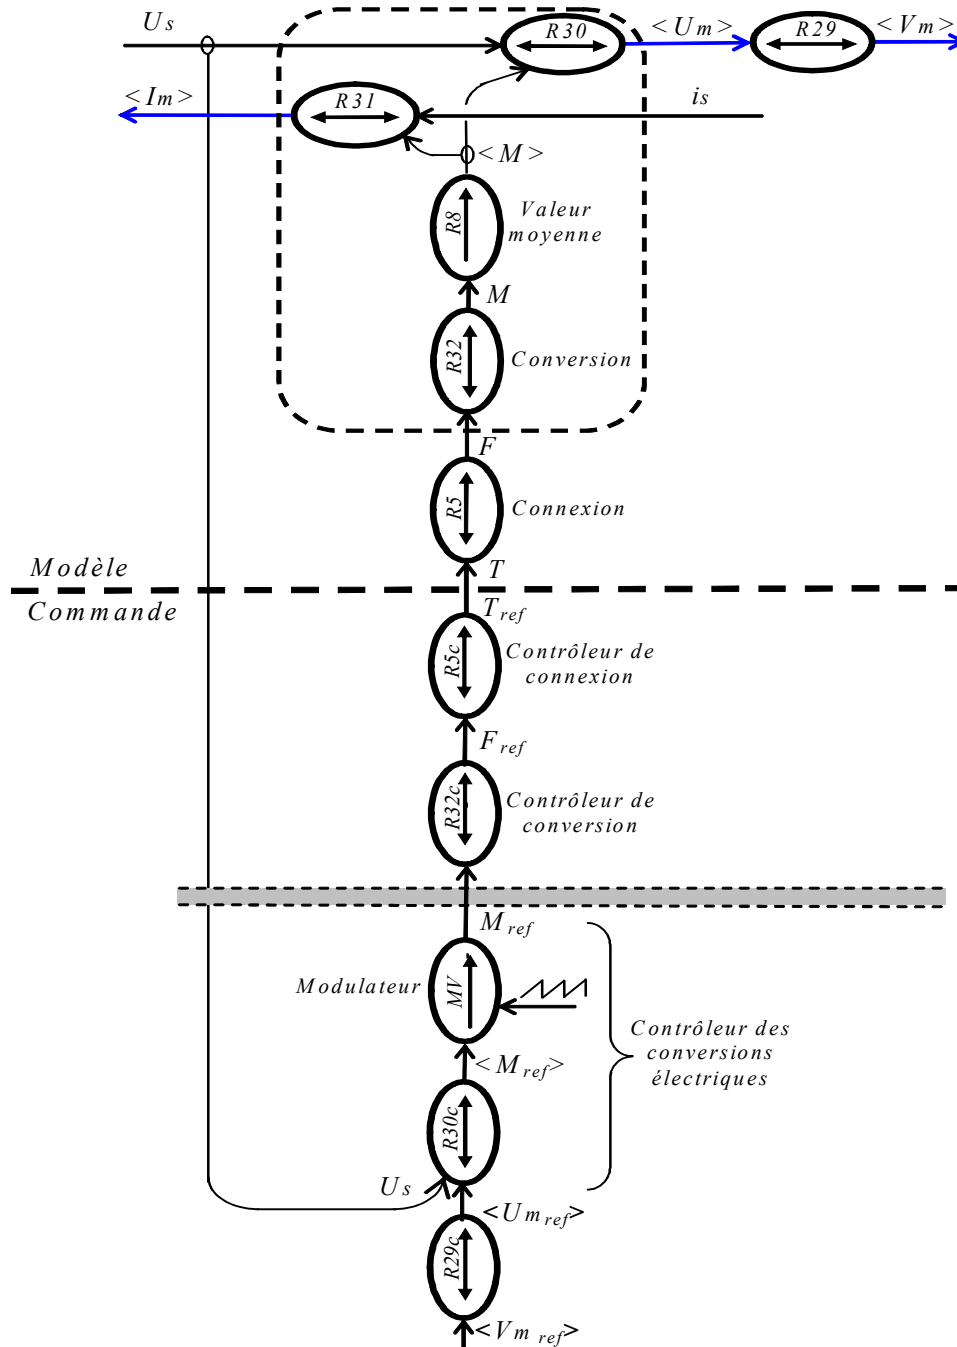 Us
R30
<Um>
R29
<Vm>
<Im>
R31
is
<M>
R8
Valeur
moyenne
M
R32
Conversion
F
R5
Connexion
T
Modèle
Commande
Tref
R5c
Contrôleur de
connexion
Fref
R32c
Contrôleur de
conversion
Mref
Modulateur
MV
Contrôleur des
conversions
électriques
<Mref>
R30c
Us
<Umref>
R29c
<Vmref>